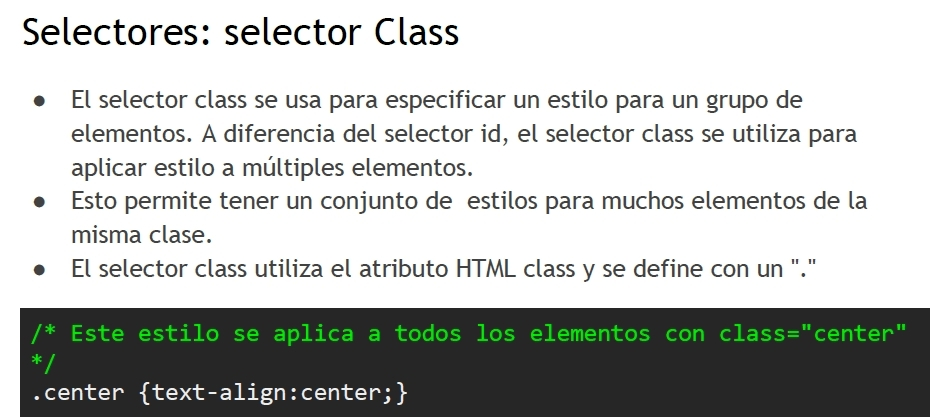 Selectores: selector Class
● El selector class se usa para especificar un estilo para un grupo de
elementos. A diferencia del selector id, el selector class se utiliza para
aplicar estilo a múltiples elementos.
● Esto permite tener un conjunto de  estilos para muchos elementos de la
misma clase.
● El selector class utiliza el atributo HTML class y se define con un "."
/* Este estilo se aplica a todos los elementos con class="center"
*/
.center {text-align:center;}